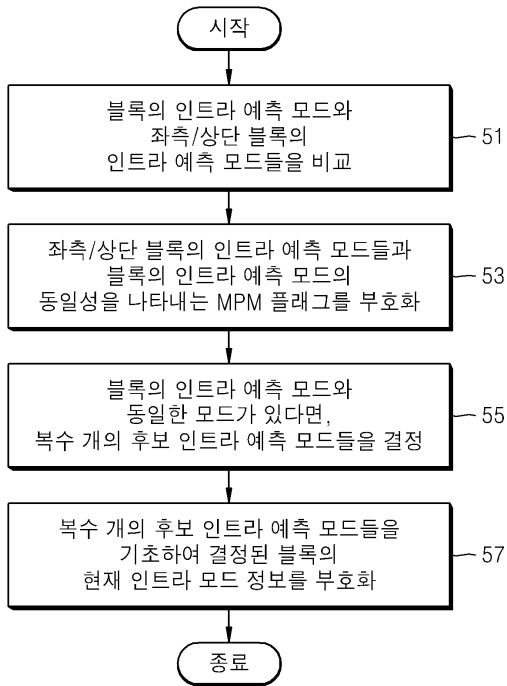 시작
블록의 인트라 예측 모드와
좌측/상단 블록의
인트라 예측 모드들을 비교
51
좌측/상단 블록의 인트라 예측 모드들과
블록의 인트라 예측 모드의
동일성을 나타내는 MPM 플래그를 부호화
53
블록의 인트라 예측 모드와
동일한 모드가 있다면,
복수 개의 후보 인트라 예측 모드들을 결정
55
복수 개의 후보 인트라 예측 모드들을
기초하여 결정된 블록의
현재 인트라 모드 정보를 부호화
57
종료